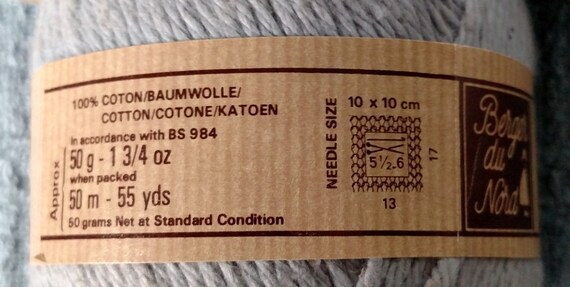 100% COTON/BAUMWOLLE/
COTTON/COTONE/KATOEN
in accordance with BS 984
Approx
50 g - 1 3/4 oz
when packed
50 m - 55 yds
50 grams Net at Standard Condition
NEEDLE SIZE
10 x 10 cm
5½-6
17
13
Berger
du
Nord